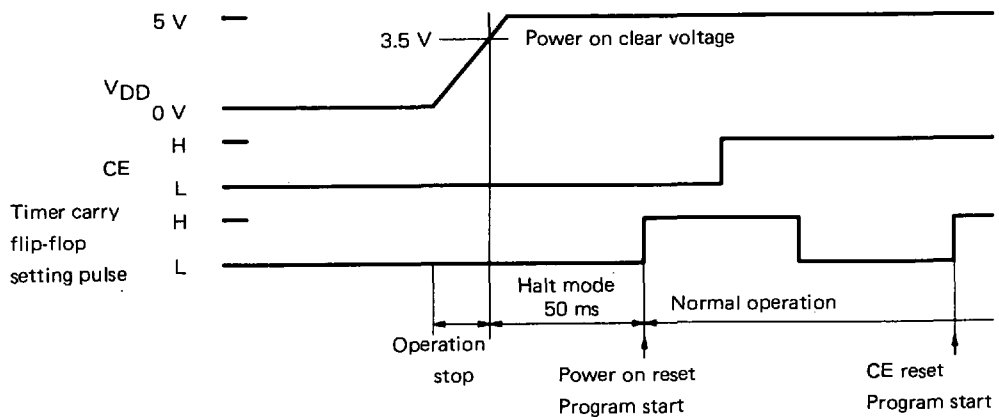 5 V
3.5 V
Power on clear voltage
VDD
0 V
H
CE
L
Timer carry
flip-flop
setting pulse
H
L
Halt mode
50 ms
Normal operation
Operation
stop
Power on reset
Program start
CE reset
Program start